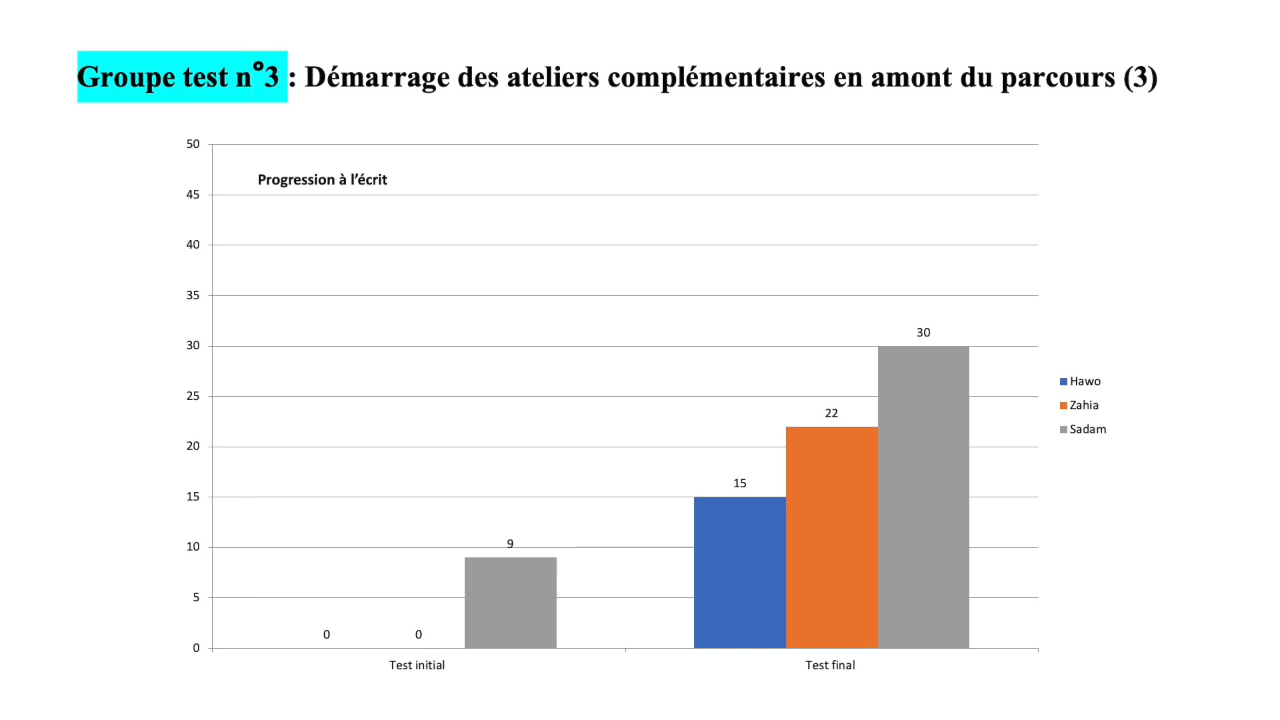 Groupe test n°3 : Démarrage des ateliers complémentaires en amont du parcours (3)
Progression à l'écrit
50
45
40
35
30
25
20
15
10
5
0
0
0
9
15
22
30
Test initial
Test final
Hawo
Zahia
Sadam